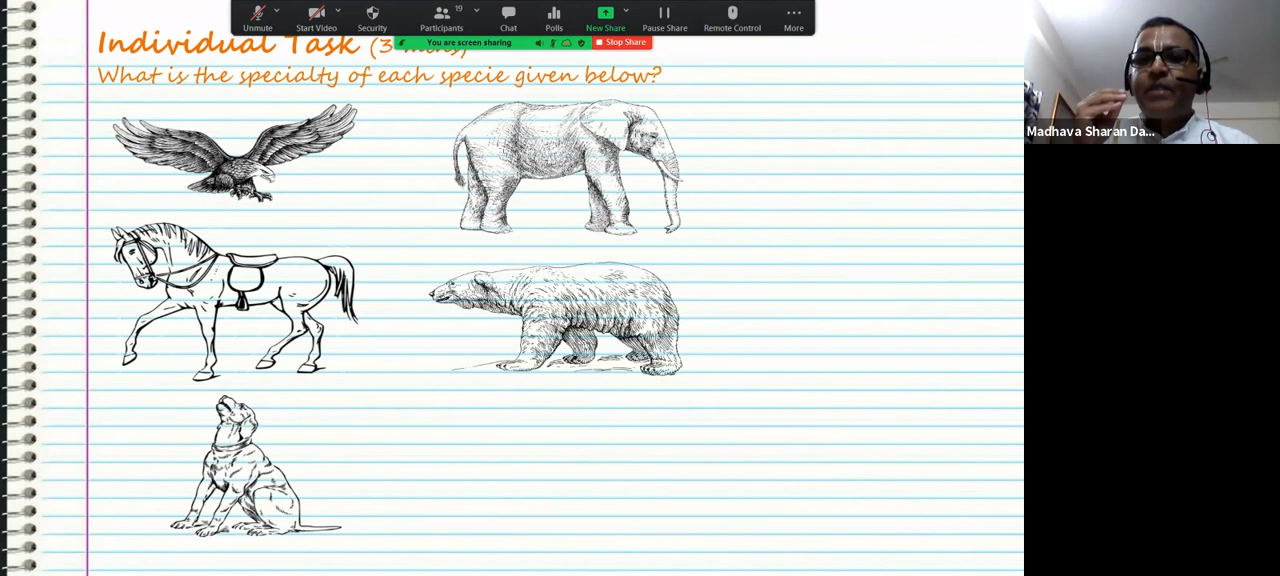 Unmute
Start Video
Security
Participants
19
Chat
Polls
New Share
Pause Share
Remote Control
More
You are screen sharing
Stop Share
Individual Task (3
What is the specialty of each specie given below?
Madhava Sharan Da...